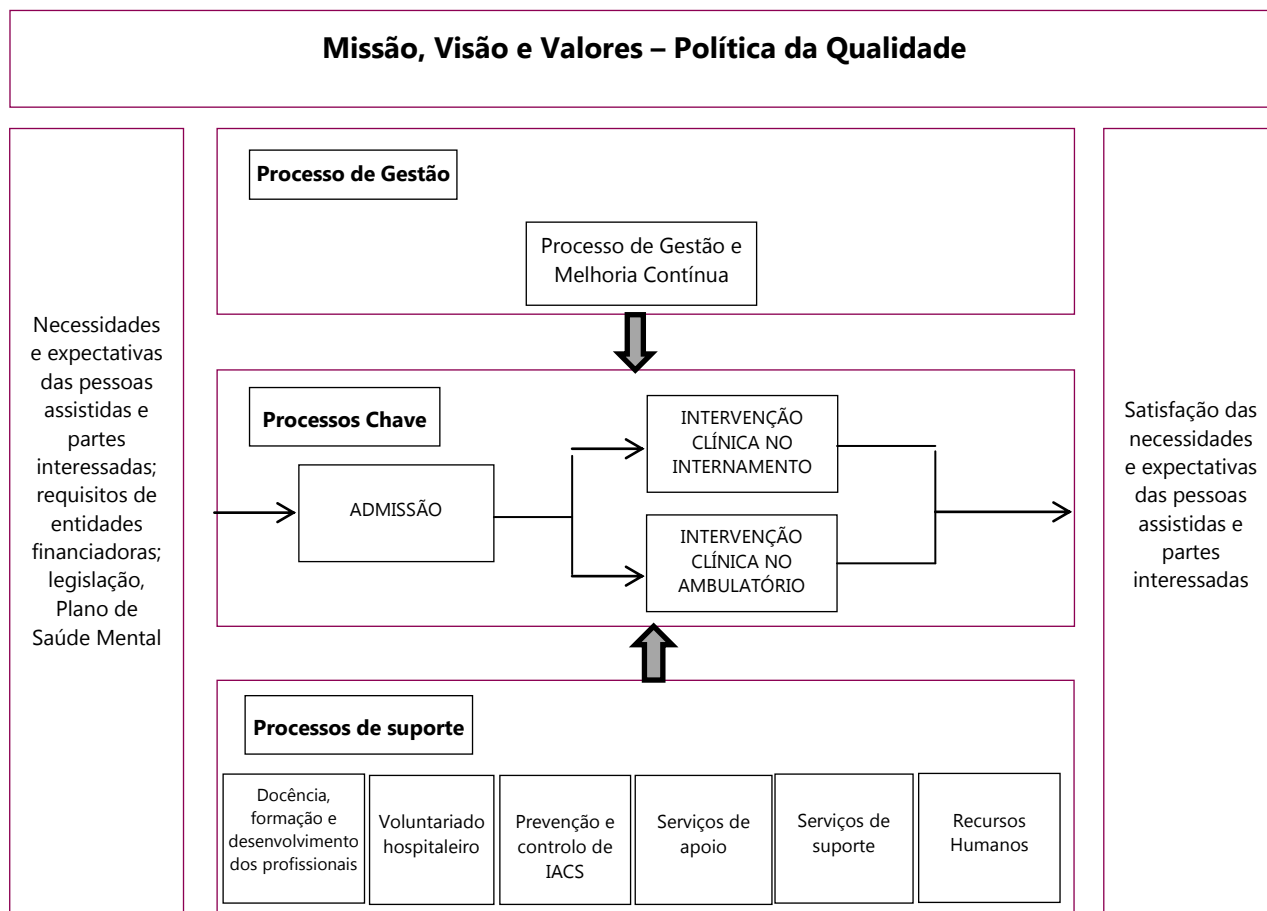 Missão, Visão e Valores – Política da Qualidade
Necessidades
e expectativas
das pessoas
assistidas e
partes
interessadas;
requisitos de
entidades
financiadoras;
legislação,
Plano de
Saúde Mental
Processo de Gestão
Processo de Gestão e
Melhoria Contínua
Processos Chave
ADMISSÃO
INTERVENÇÃO
CLÍNICA NO
INTERNAMENTO
INTERVENÇÃO
CLÍNICA NO
AMBULATÓRIO
Processos de suporte
Docência,
formação e
desenvolvimento
dos profissionais
Voluntariado
hospitaleiro
Prevenção e
controlo de
IACS
Serviços de
apoio
Serviços de
suporte
Recursos
Humanos
Satisfação das
necessidades
e expectativas
das pessoas
assistidas e
partes
interessadas